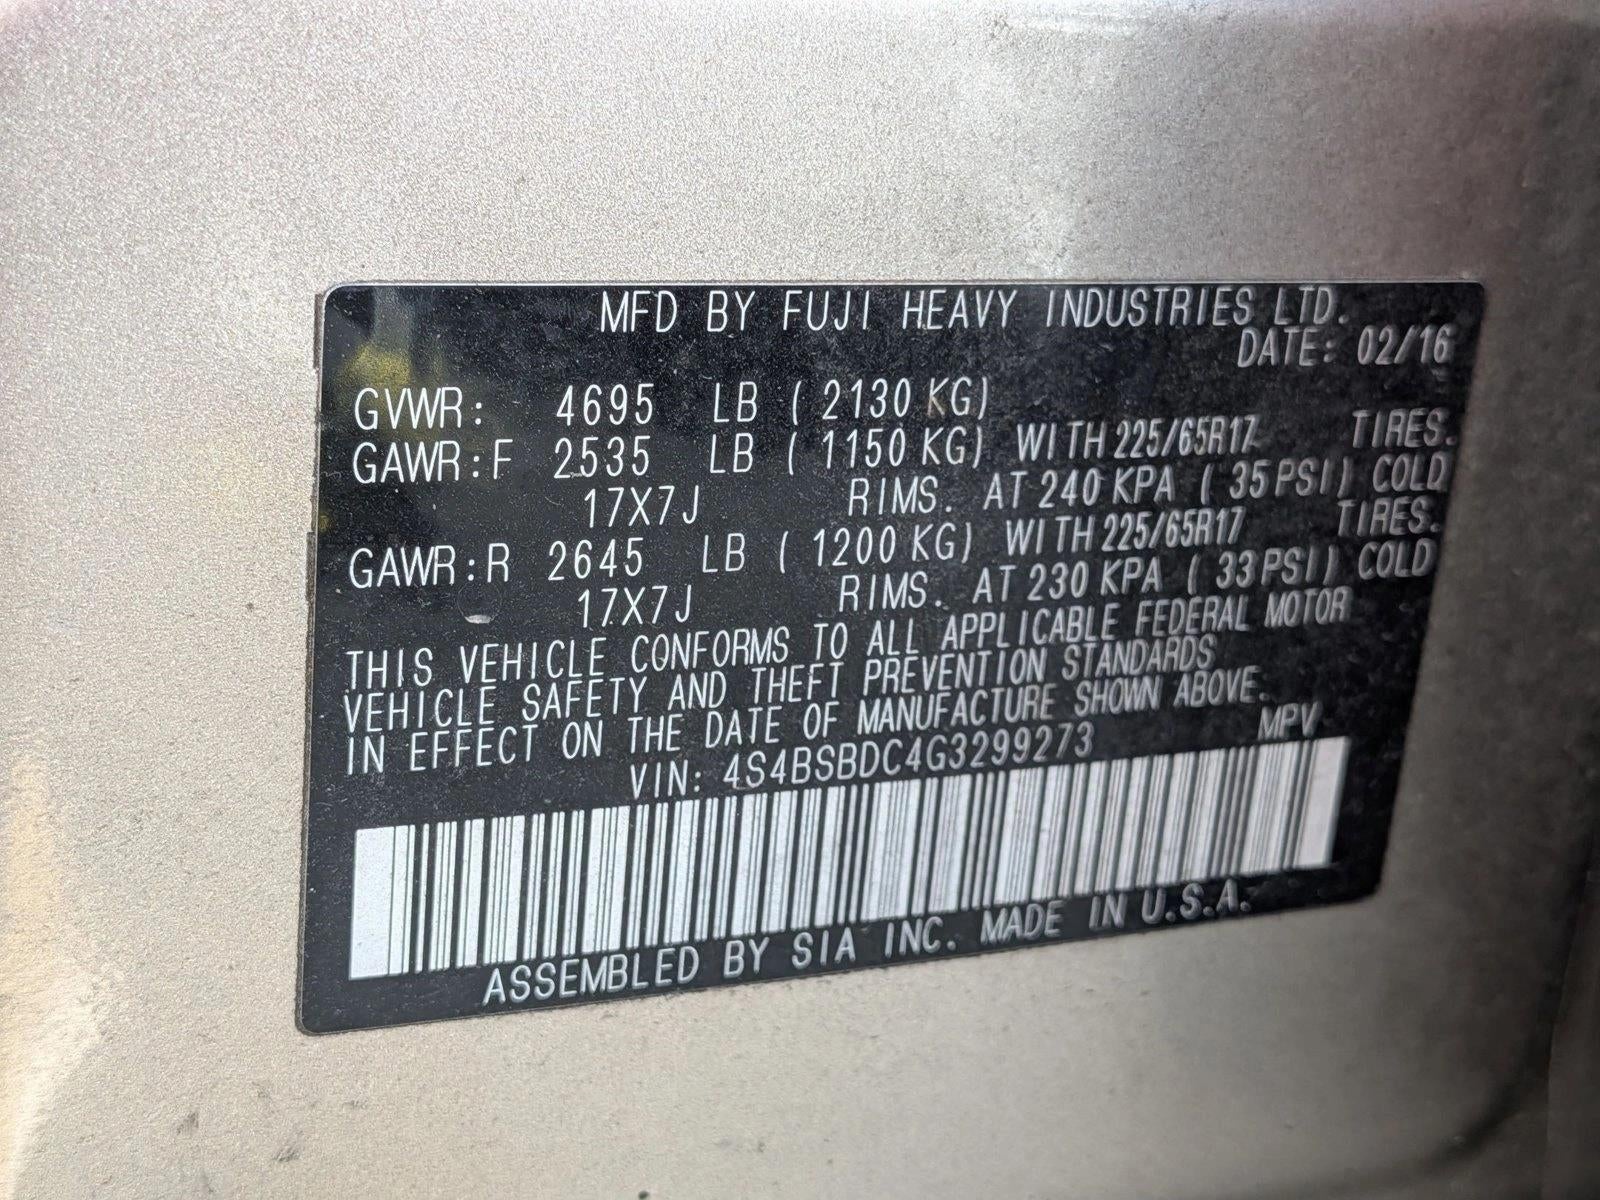 MFD BY FUJI HEAVY INDUSTRIES LTD.
DATE: 02/16
GVWR: 4695 LB ( 2130 KG)
GAWR:F 2535 LB ( 1150 KG) WITH 225/65R17 TIRES.
17X7J RIMS. AT 240 KPA ( 35 PSI) COLD
GAWR:R 2645 LB ( 1200 KG) WITH 225/65R17 TIRES.
17X7J RIMS. AT 230 KPA ( 33 PSI) COLD
THIS VEHICLE CONFORMS TO ALL APPLICABLE FEDERAL MOTOR
VEHICLE SAFETY AND THEFT PREVENTION STANDARDS
IN EFFECT ON THE DATE OF MANUFACTURE SHOWN ABOVE.
VIN: 4S4BSBDC4G3299273 MPV
ASSEMBLED BY SIA INC. MADE IN U.S.A.